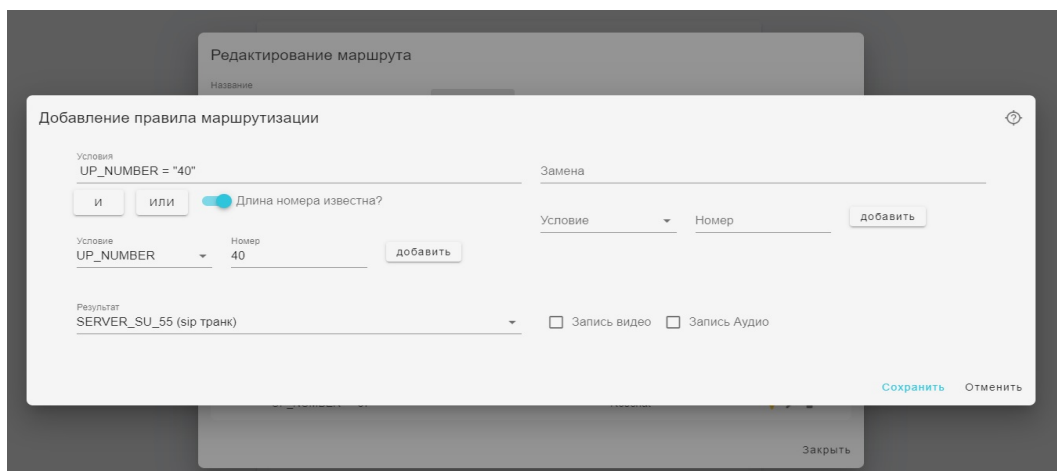 Редактирование маршрута
Название
Добавление правила маршрутизации
Условия
UP_NUMBER = "40"
Замена
И
ИЛИ
Длина номера известна?
Условие
Номер
добавить
Условие
UP_NUMBER
Номер
40
добавить
Результат
SERVER_SU_55 (sip транк)
Запись видео
Запись Аудио
Сохранить
Отменить
Закрыть